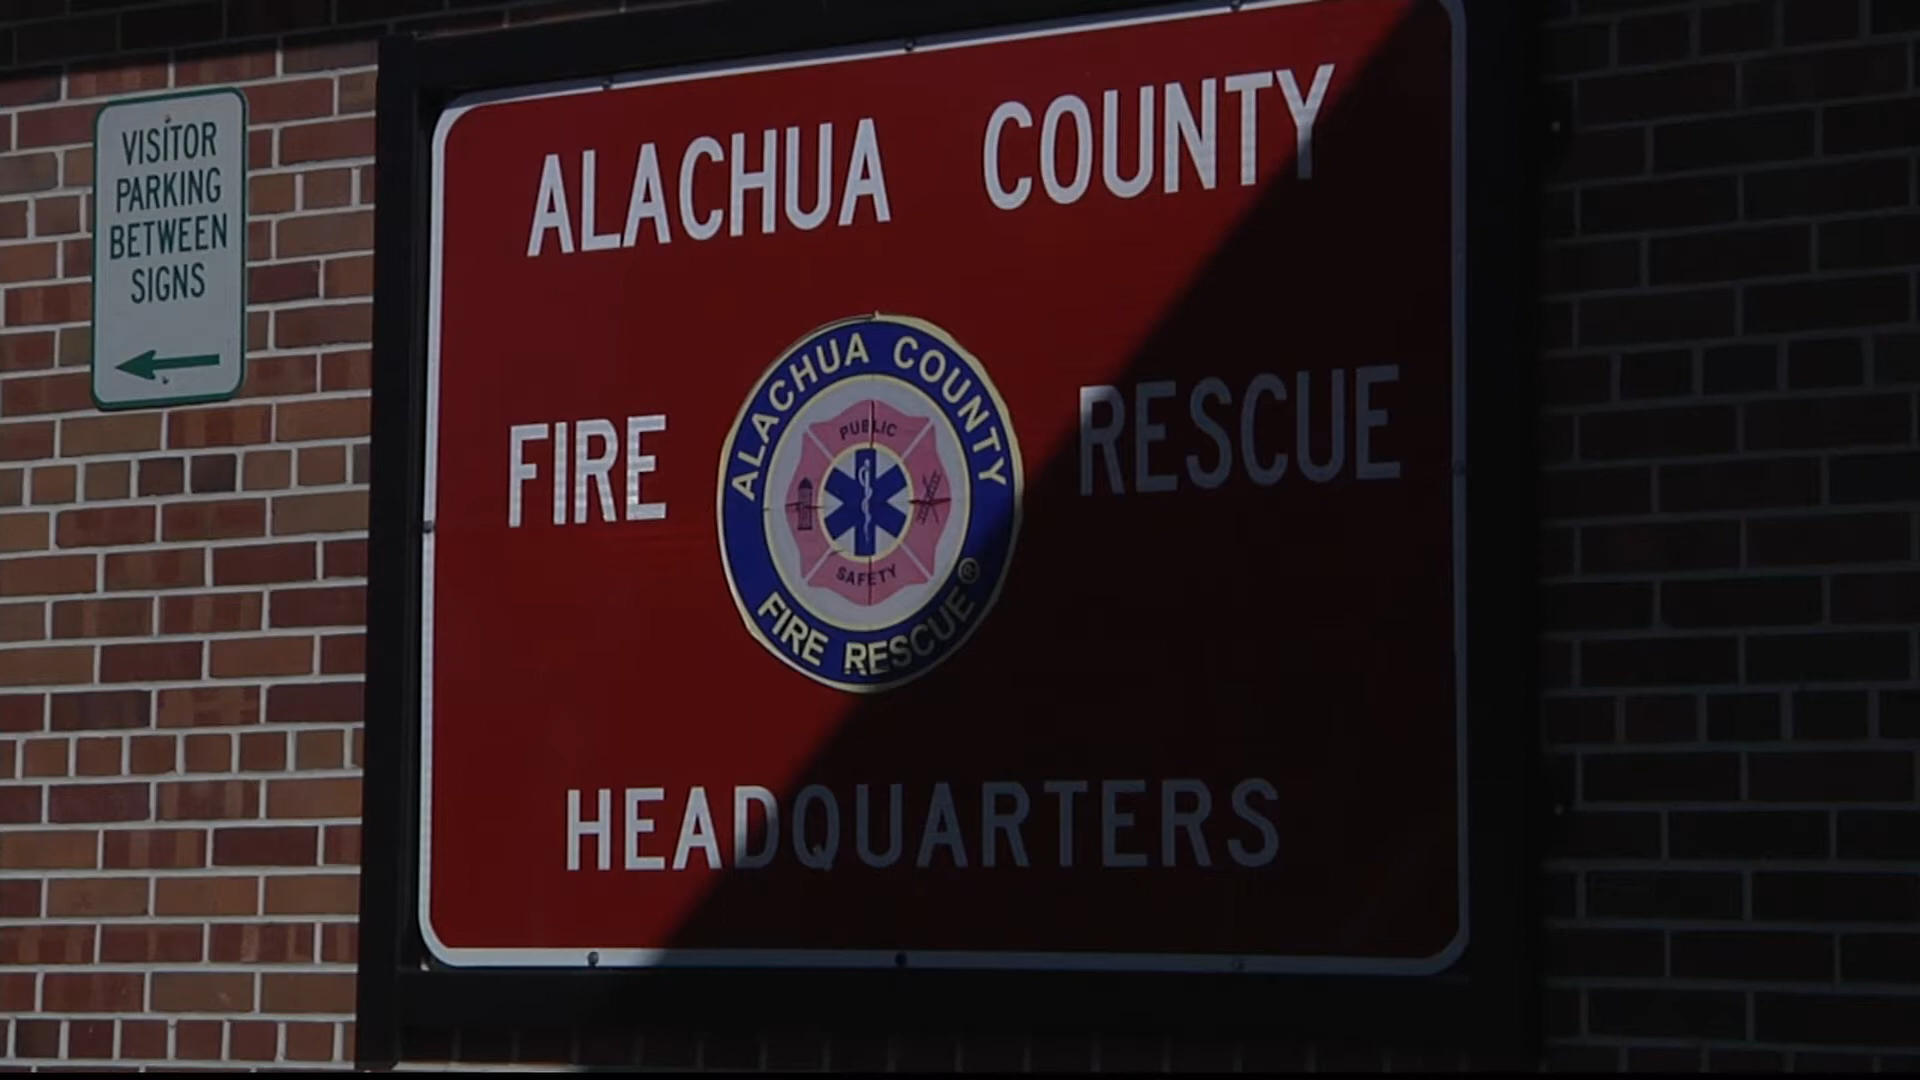 VISITOR
PARKING
BETWEEN
SIGNS
ALACHUA COUNTY
FIRE RESCUE
ALACHUA COUNTY
PUBLIC
SAFETY
FIRE RESCUE®
HEADQUARTERS